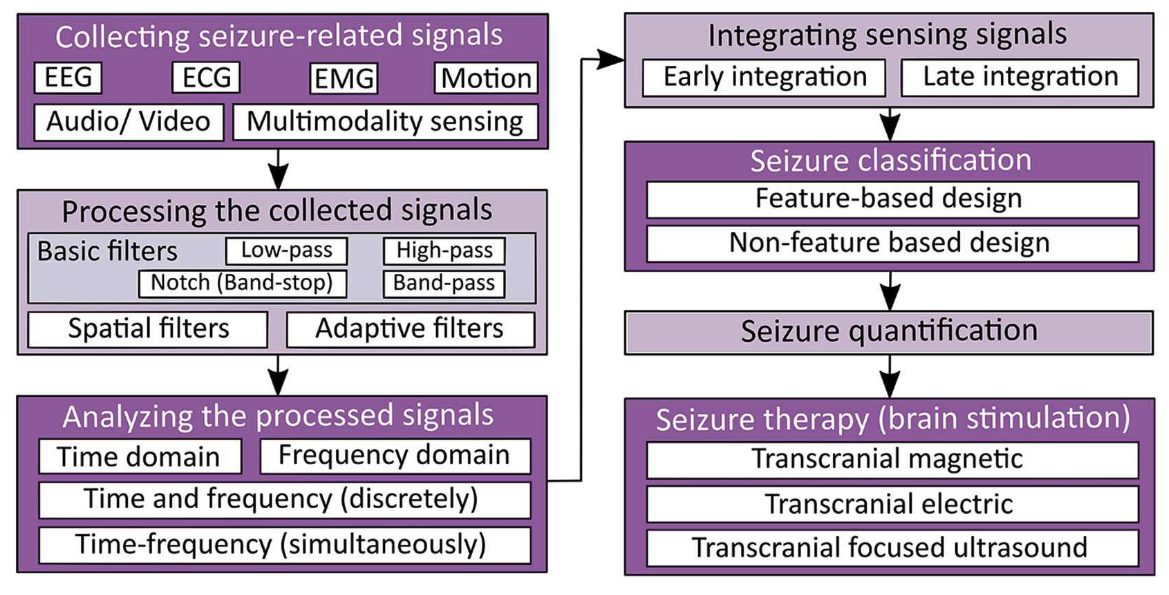 Collecting seizure-related signals
EEG ECG EMG Motion
Audio/ Video Multimodality sensing
Processing the collected signals
Basic filters Low-pass High-pass
Notch (Band-stop) Band-pass
Spatial filters Adaptive filters
Analyzing the processed signals
Time domain Frequency domain
Time and frequency (discretely)
Time-frequency (simultaneously)
Integrating sensing signals
Early integration Late integration
Seizure classification
Feature-based design
Non-feature based design
Seizure quantification
Seizure therapy (brain stimulation)
Transcranial magnetic
Transcranial electric
Transcranial focused ultrasound